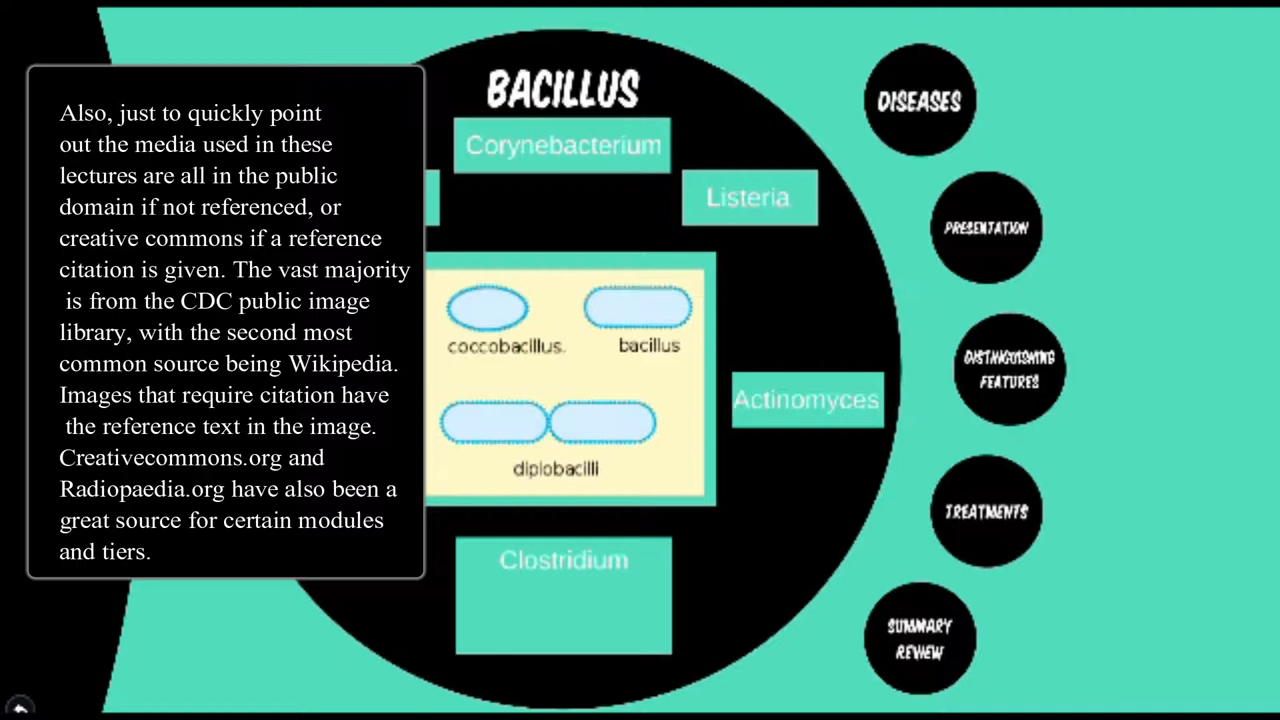 Also, just to quickly point
out the media used in these
lectures are all in the public
domain if not referenced, or
creative commons if a reference
citation is given. The vast majority
is from the CDC public image
library, with the second most
common source being Wikipedia.
Images that require citation have
the reference text in the image.
Creativecommons.org and
Radiopaedia.org have also been a
great source for certain modules
and tiers.
BACILLUS
Corynebacterium
Listeria
coccobacillus.
bacillus
diplobacilli
Actinomyces
Clostridium
DISEASES
PRESENTATION
DISTINGUISHING
FEATURES
TREATMENTS
SUMMARY
REVIEW